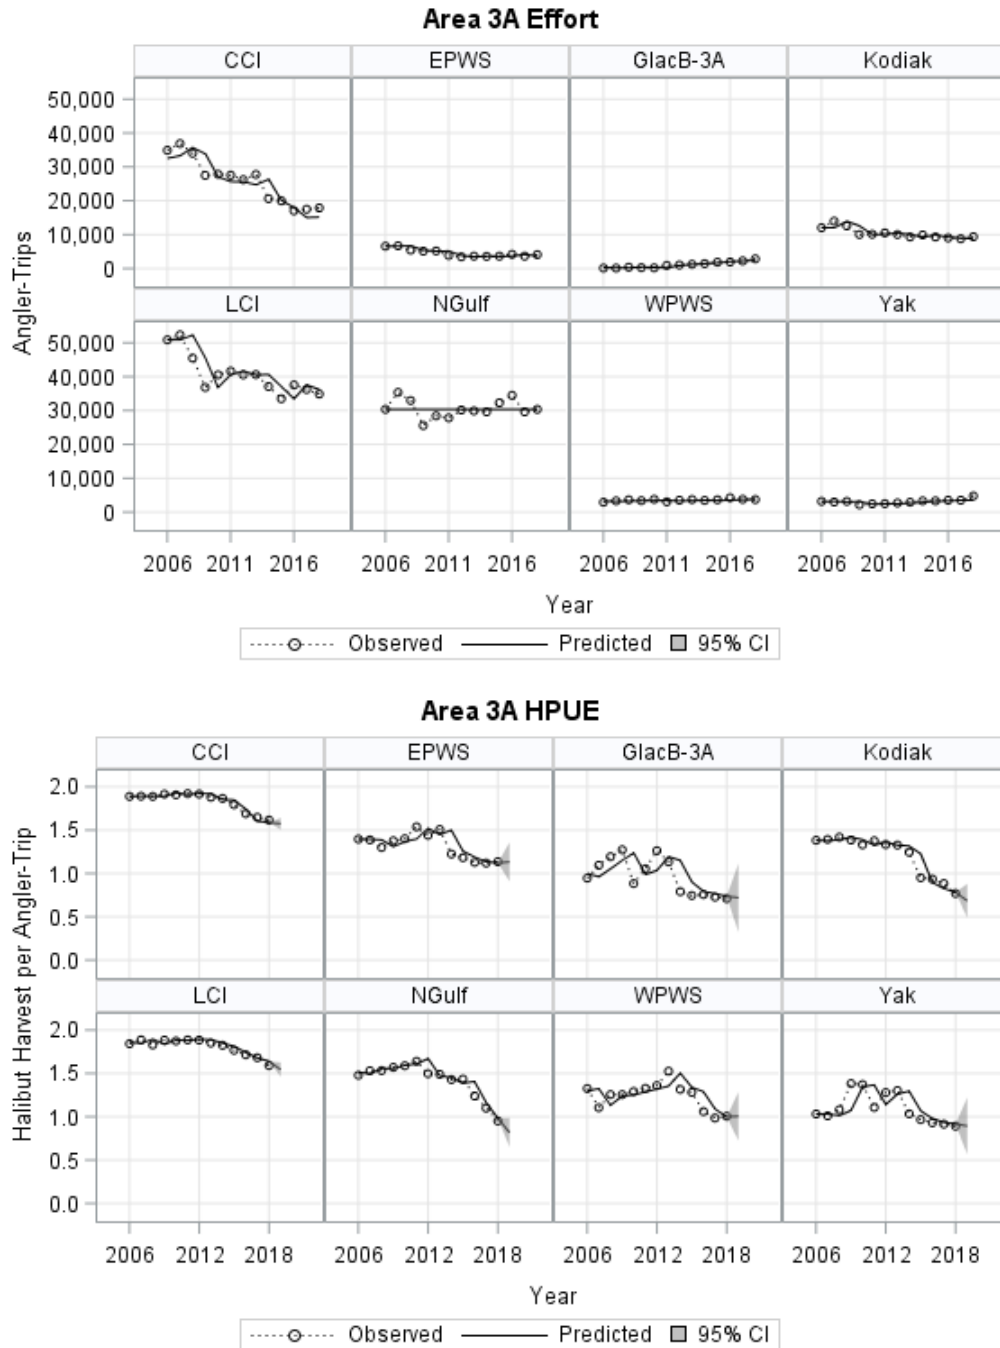 Area 3A Effort
CCI EPWS GlacB-3A Kodiak
50,000
40,000
30,000
20,000
10,000
0
LCI NGulf WPWS Yak
50,000
40,000
30,000
20,000
10,000
0
Angler-Trips
2006 2011 2016 2006 2011 2016 2006 2011 2016 2006 2011 2016
Year
Observed Predicted 95% CI
Area 3A HPUE
CCI EPWS GlacB-3A Kodiak
2.0
1.5
1.0
0.5
0.0
LCI NGulf WPWS Yak
2.0
1.5
1.0
0.5
0.0
Halibut Harvest per Angler-Trip
2006 2012 2018 2006 2012 2018 2006 2012 2018 2006 2012 2018
Year
Observed Predicted 95% CI